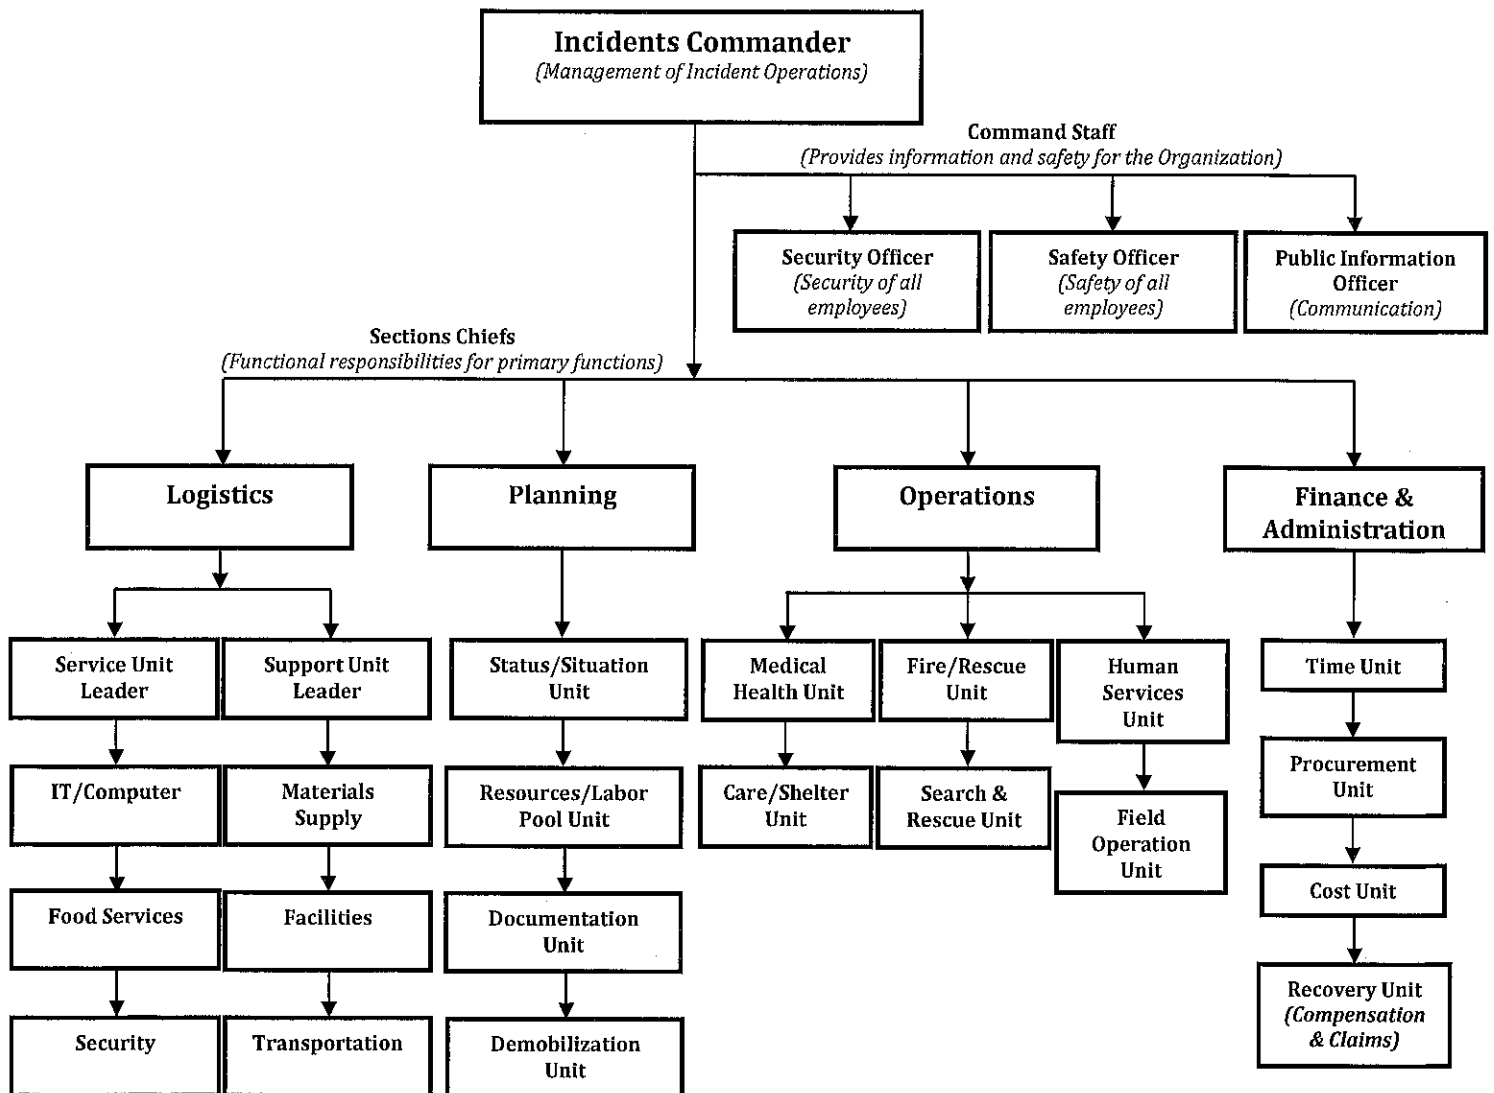 Incidents Commander
(Management of Incident Operations)
Command Staff
(Provides information and safety for the Organization)
Security Officer
(Security of all
employees)
Safety Officer
(Safety of all
employees)
Public Information
Officer
(Communication)
Sections Chiefs
(Functional responsibilities for primary functions)
Logistics
Planning
Operations
Finance &
Administration
Service Unit
Leader
Support Unit
Leader
Status/Situation
Unit
Medical
Health Unit
Fire/Rescue
Unit
Human
Services
Unit
Time Unit
IT/Computer
Materials
Supply
Resources/Labor
Pool Unit
Care/Shelter
Unit
Search &
Rescue Unit
Field
Operation
Unit
Procurement
Unit
Food Services
Facilities
Documentation
Unit
Cost Unit
Security
Transportation
Demobilization
Unit
Recovery Unit
(Compensation
& Claims)